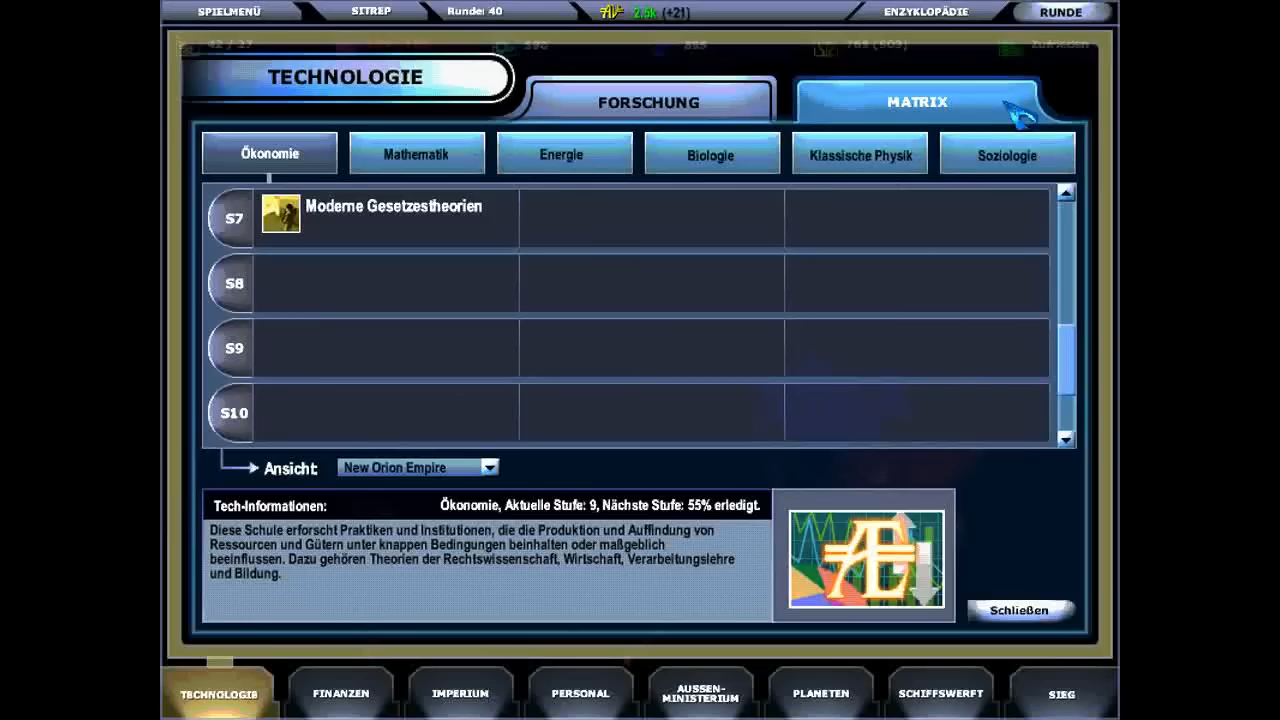 SPIELMENÜ SITREP Runde: 40 2.5k (+21) ENZYKLOPÄDIE RUNDE
42 / 27
TECHNOLOGIE
FORSCHUNG
MATRIX
Ökonomie Mathematik Energie Biologie Klassische Physik Soziologie
S7 Moderne Gesetzestheorien
S8
S9
S10
Ansicht: New Orion Empire
Tech-Informationen: Ökonomie, Aktuelle Stufe: 9, Nächste Stufe: 55% erledigt.
Diese Schule erforscht Praktiken und Institutionen, die die Produktion und Auffindung von
Ressourcen und Gütern unter knappen Bedingungen beinhalten oder maßgeblich
beeinflussen. Dazu gehören Theorien der Rechtswissenschaft, Wirtschaft, Verarbeitungslehre
und Bildung.
Schließen
TECHNOLOGIE FINANZEN IMPERIUM PERSONAL AUSSEN-
MINISTERIUM PLANETEN SCHIFFSWERFT SIEG